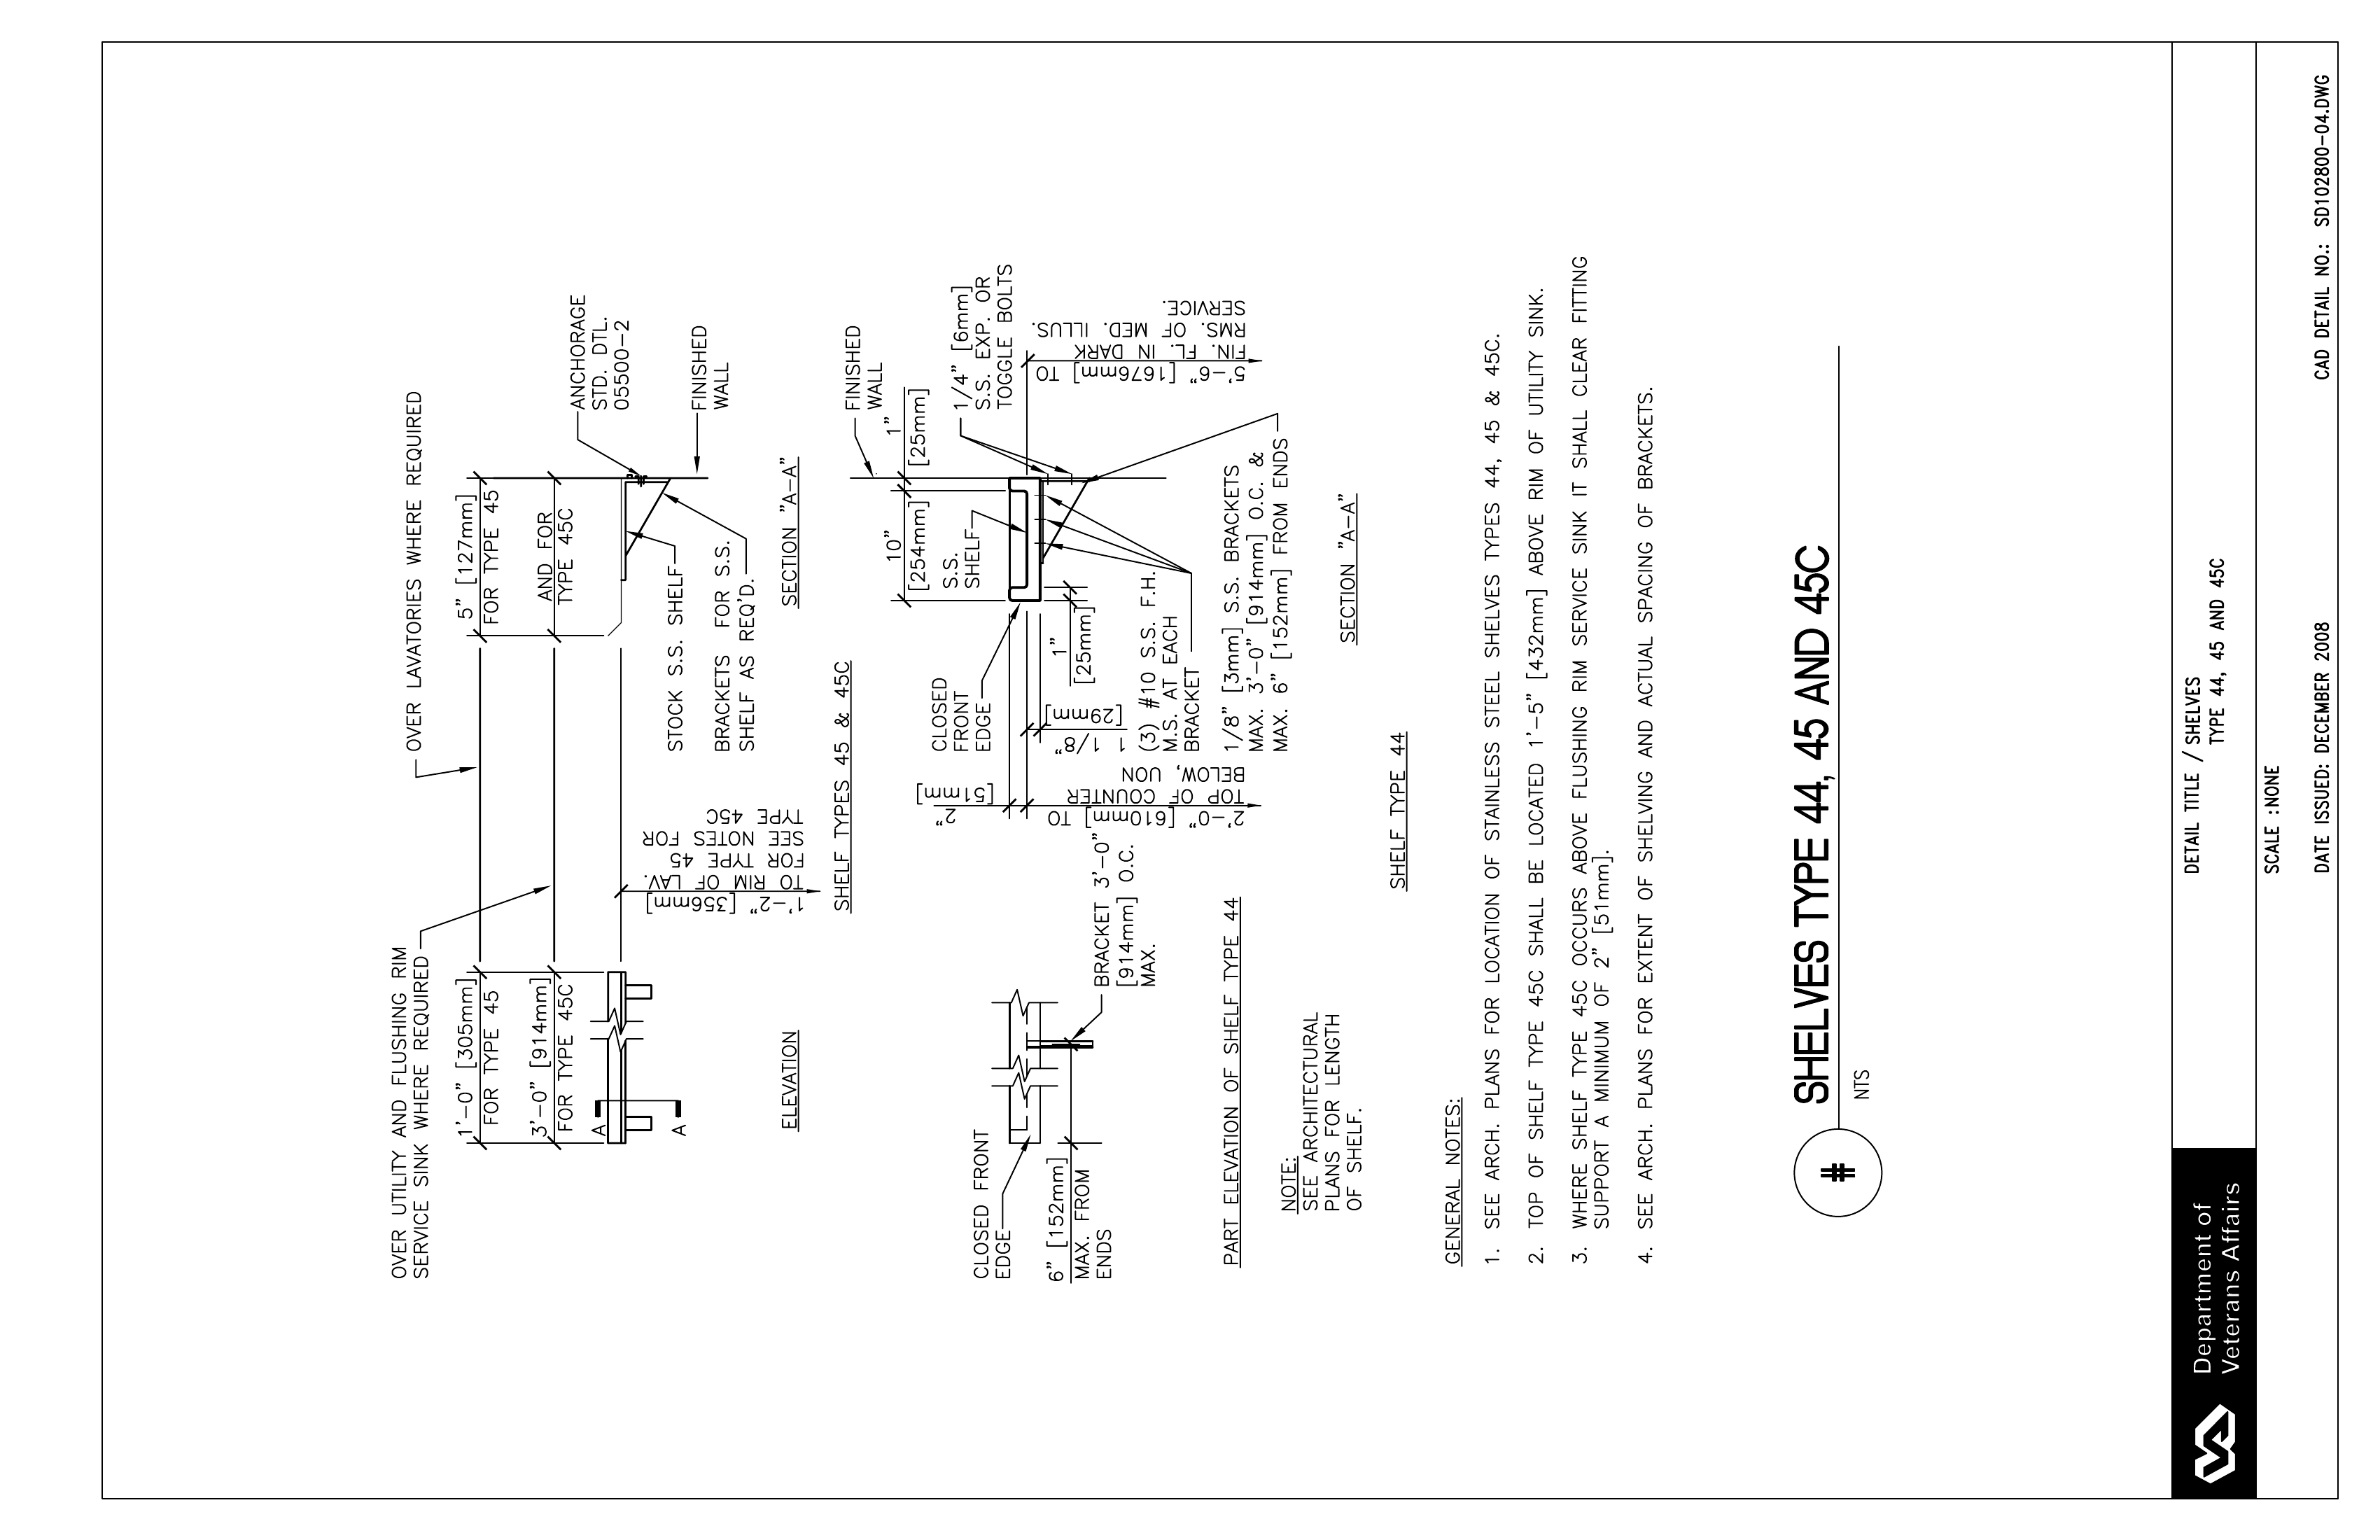 OVER UTILITY AND FLUSHING RIM
SERVICE SINK WHERE REQUIRED
OVER LAVATORIES WHERE REQUIRED
1'-0" [305mm]
FOR TYPE 45
3'-0" [914mm]
FOR TYPE 45C
A
A
ELEVATION
1'-2" [356mm]
TO RIM OF LAV.
FOR TYPE 45
SEE NOTES FOR
TYPE 45C
5" [127mm]
FOR TYPE 45
AND FOR
TYPE 45C
ANCHORAGE
STD. DTL.
05500-2
FINISHED
WALL
STOCK S.S. SHELF
BRACKETS FOR S.S.
SHELF AS REQ'D.
SECTION "A-A"
SHELF TYPES 45 & 45C
CLOSED FRONT
EDGE
6" [152mm]
MAX. FROM
ENDS
BRACKET 3'-0"
[914mm] O.C.
MAX.
PART ELEVATION OF SHELF TYPE 44
NOTE:
SEE ARCHITECTURAL
PLANS FOR LENGTH
OF SHELF.
2"
[51mm]
2'-0" [610mm] TO
TOP OF COUNTER
BELOW, UON
CLOSED
FRONT
EDGE
1 1/8"
[29mm]
1"
[25mm]
10"
[254mm]
1"
[25mm]
S.S.
SHELF
FINISHED
WALL
1/4" [6mm]
S.S. EXP. OR
TOGGLE BOLTS
5'-6" [1676mm] TO
FIN. FL. IN DARK
RMS. OF MED. ILLUS.
SERVICE.
(3) #10 S.S. F.H.
M.S. AT EACH
BRACKET
1/8" [3mm] S.S. BRACKETS
MAX. 3'-0" [914mm] O.C. &
MAX. 6" [152mm] FROM ENDS
SECTION "A-A"
SHELF TYPE 44
GENERAL NOTES:
1. SEE ARCH. PLANS FOR LOCATION OF STAINLESS STEEL SHELVES TYPES 44, 45 & 45C.
2. TOP OF SHELF TYPE 45C SHALL BE LOCATED 1'-5" [432mm] ABOVE RIM OF UTILITY SINK.
3. WHERE SHELF TYPE 45C OCCURS ABOVE FLUSHING RIM SERVICE SINK IT SHALL CLEAR FITTING
SUPPORT A MINIMUM OF 2" [51mm].
4. SEE ARCH. PLANS FOR EXTENT OF SHELVING AND ACTUAL SPACING OF BRACKETS.
#
SHELVES TYPE 44, 45 AND 45C
NTS
VA
Department of
Veterans Affairs
DETAIL TITLE / SHELVES
TYPE 44, 45 AND 45C
SCALE :NONE
DATE ISSUED: DECEMBER 2008
CAD DETAIL NO.: SD102800-04.DWG